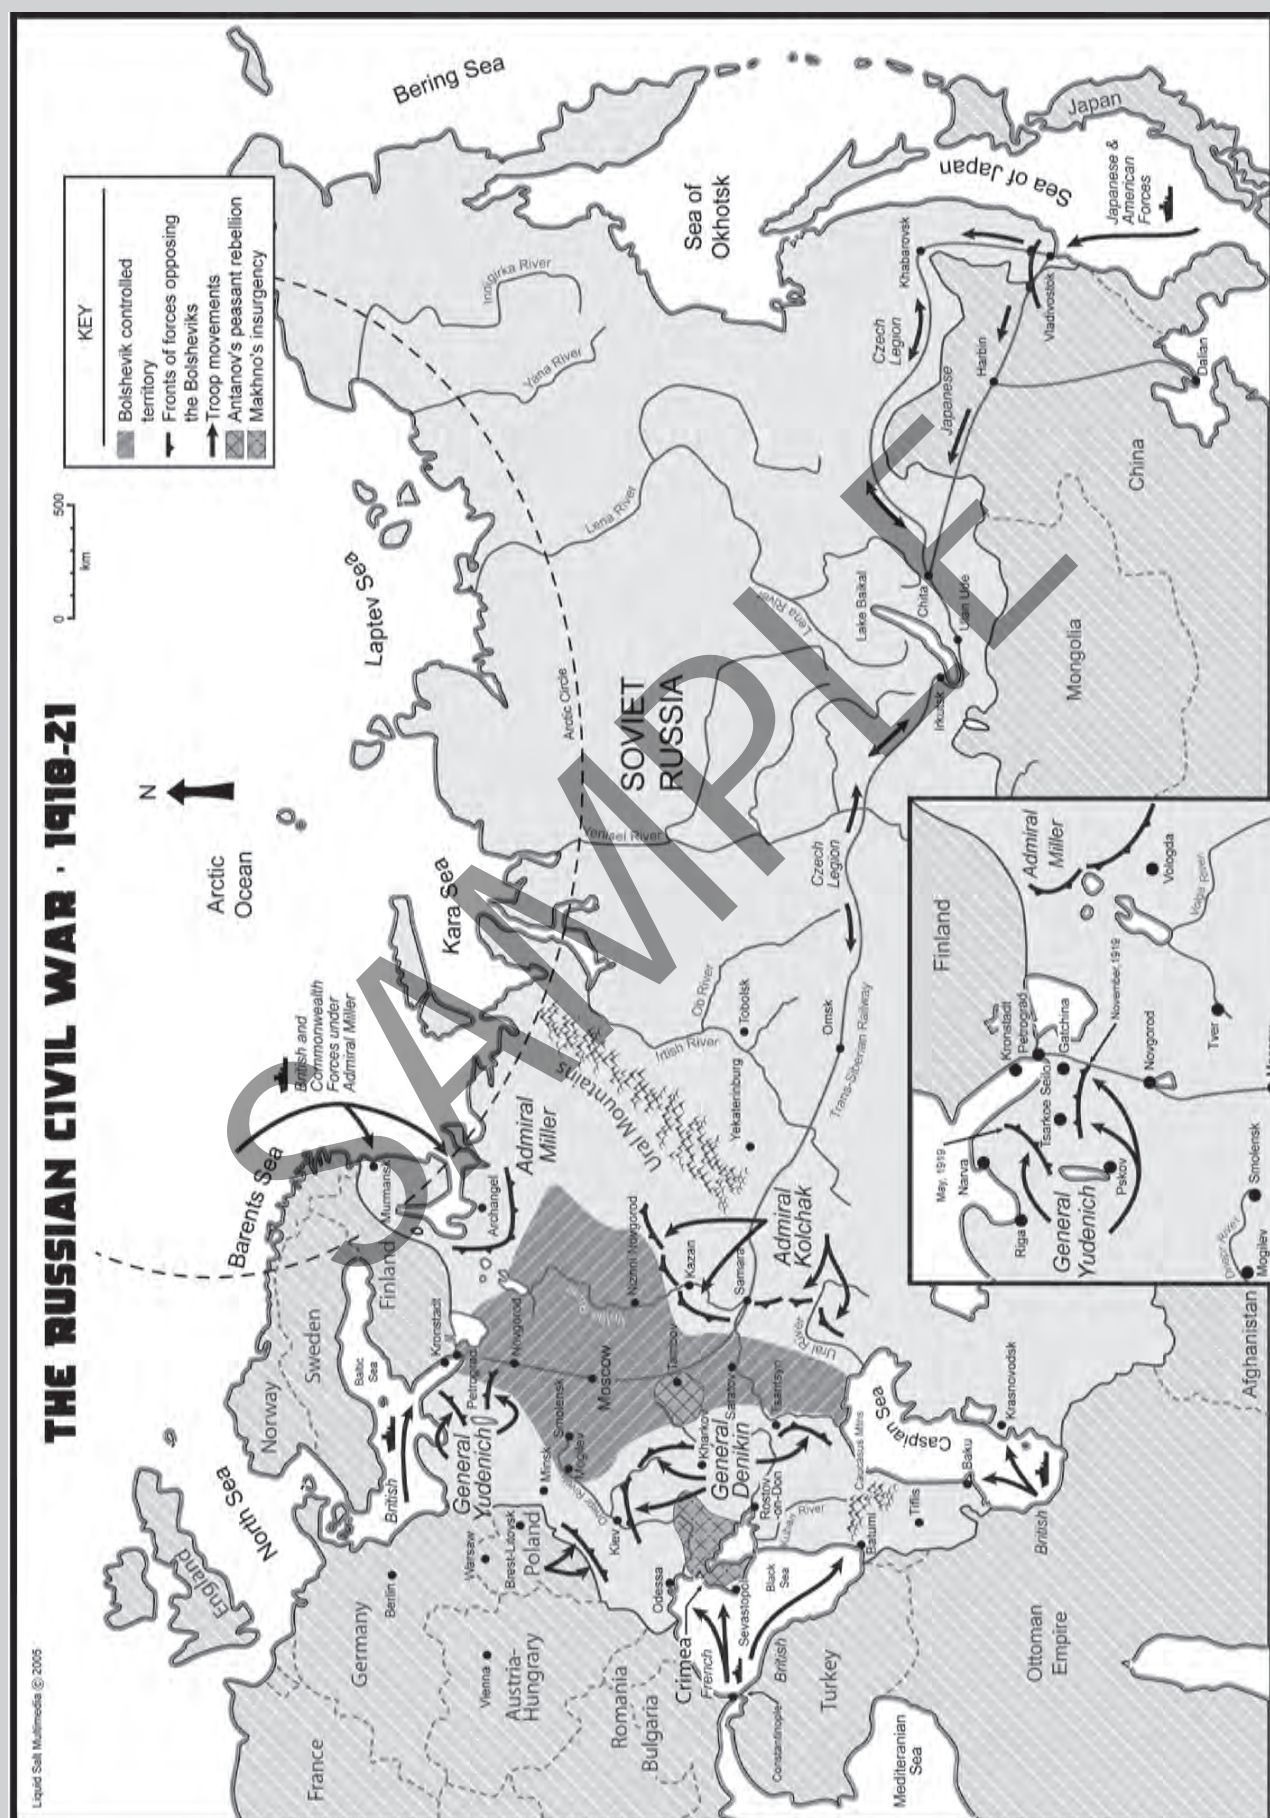 THE RUSSIAN CIVIL WAR · 1918-21
Liquid Salt Multimedia © 2005
N
0
500
km
KEY
Bolshevik controlled
territory
Fronts of forces opposing
the Bolsheviks
Troop movements
Antanov's peasant rebellion
Makhno's insurgency
SAMPLE
Arctic
Ocean
Barents Sea
Kara Sea
Laptev Sea
Bering Sea
Sea of
Okhotsk
Sea of Japan
Japan
Japanese &
American
Forces
North Sea
England
Norway
Sweden
Finland
Baltic
Sea
British
British and
Commonwealth
Forces under
Admiral Miller
Murmansk
Archangel
Admiral
Miller
Arctic Circle
Ural Mountains
Indigirka River
Yana River
Lena River
Lena River
Yenisei River
Ob River
Irtish River
Tobolsk
Omsk
Yekaterinburg
Trans-Siberian Railway
SOVIET
RUSSIA
Czech
Legion
Czech
Legion
Japanese
Khabarovsk
Vladivostok
Harbin
Dalian
Chita
Ulan Ude
Lake Baikal
Irkutsk
Mongolia
China
France
Germany
Berlin
Vienna
Austria-
Hungrary
Romania
Bulgaria
Warsaw
Brest-Litovsk
Poland
Minsk
General
Yudenich
Kronstadt
Petrograd
Novgorod
Moscow
Smolensk
Mogilev
Nizhni Novgorod
Kazan
Samara
Admiral
Kolchak
Ural River
Tambov
Saratov
Tsaritsyn
General
Denikin
Kharkov
Kiev
Rostov
-on-Don
Kuban River
Caucasus Mtns
Caspian Sea
Krasnovodsk
Baku
Tiflis
Batumi
British
Odessa
Crimea
Sevastopol
Black
Sea
French
British
Constantinople
Turkey
Mediteranian
Sea
Ottoman
Empire
Afghanistan
Finland
Admiral
Miller
Vologda
Volga River
Kronstadt
Petrograd
Gatchina
Tsarkoe Seilo
November,1919
May, 1919
Narva
Riga
General
Yudenich
Pskov
Novgorod
Tver
Smolensk
Mogilev
Dniepr River